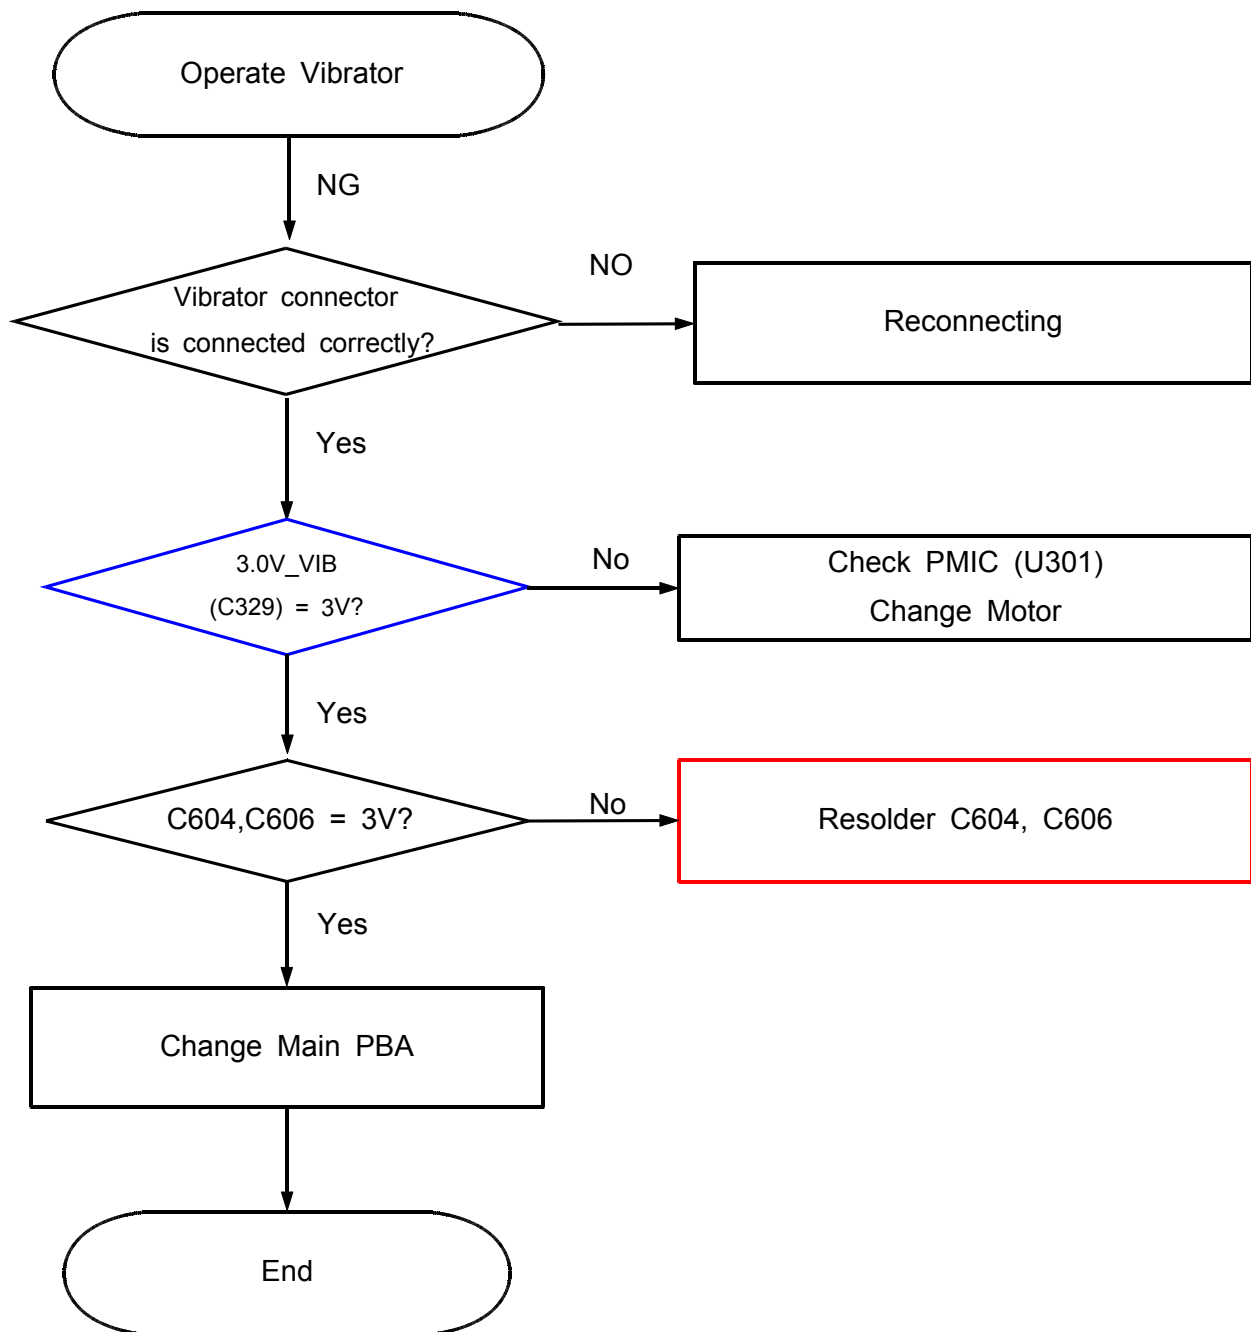 Operate Vibrator
NG
Vibrator connector
is connected correctly?
NO
Reconnecting
Yes
3.0V_VIB
(C329) = 3V?
No
Check PMIC (U301)
Change Motor
Yes
C604,C606 = 3V?
No
Resolder C604, C606
Yes
Change Main PBA
End